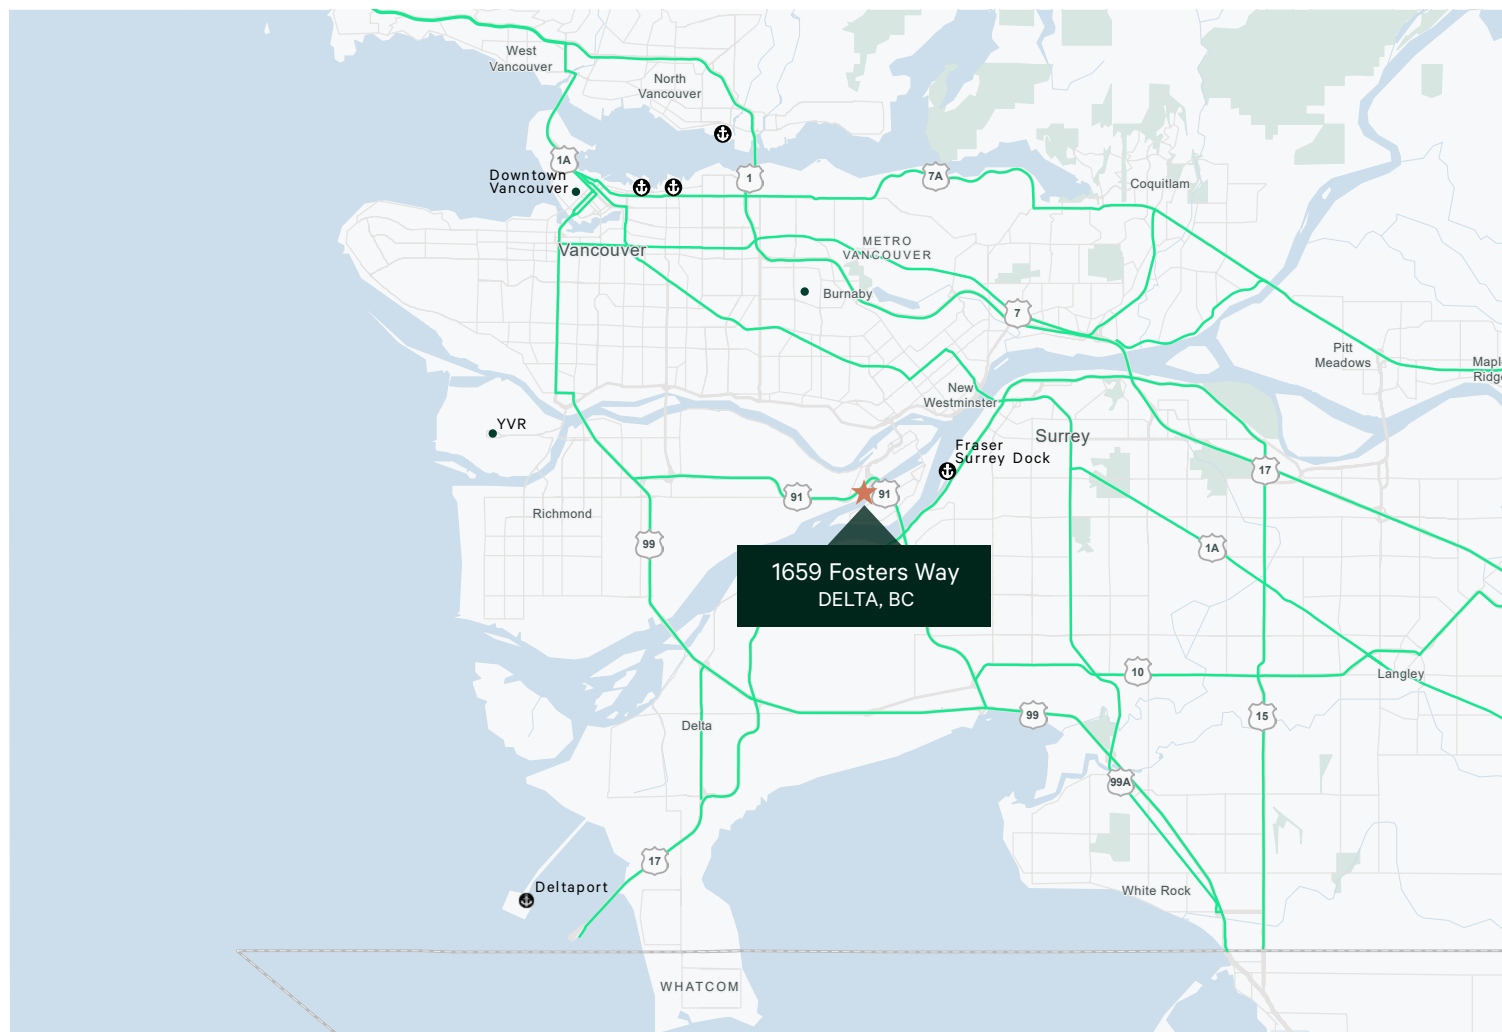 West
Vancouver
North
Vancouver
1A
Downtown
Vancouver
1
7A
Coquitlam
METRO
VANCOUVER
Vancouver
Burnaby
7
Pitt
Meadows
Maple
Ridge
New
Westminster
YVR
Surrey
Fraser
Surrey Dock
17
91
91
Richmond
99
1A
1659 Fosters Way
DELTA, BC
10
Langley
99
15
Delta
99A
17
White Rock
Deltaport
WHATCOM